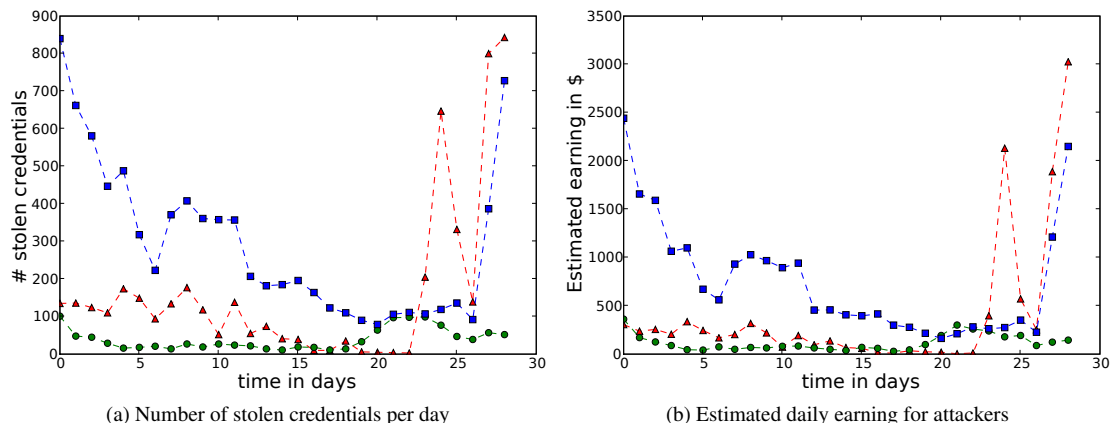 900
800
700
600
500
400
300
200
100
0
# stolen credentials
0 5 10 15 20 25 30
time in days
(a) Number of stolen credentials per day
3500
3000
2500
2000
1500
1000
500
0
Estimated earning in $
0 5 10 15 20 25 30
time in days
(b) Estimated daily earning for attackers